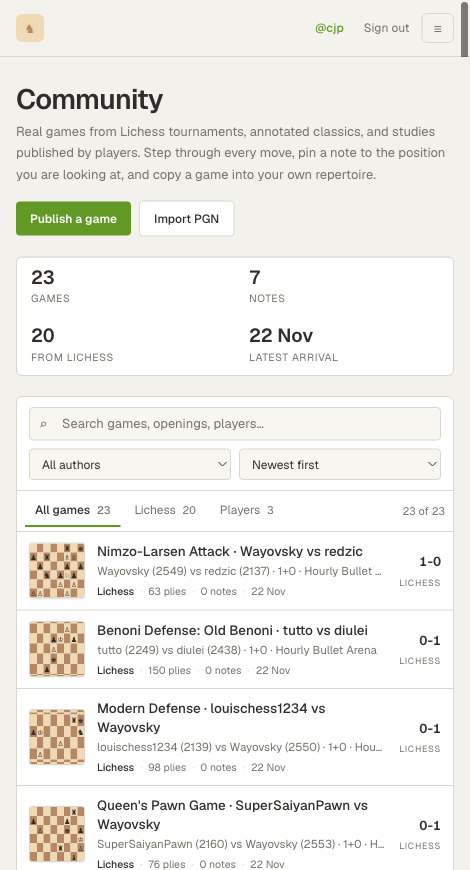 @cjp Sign out
Community
Real games from Lichess tournaments, annotated classics, and studies
published by players. Step through every move, pin a note to the position
you are looking at, and copy a game into your own repertoire.
Publish a game Import PGN
23 7
GAMES NOTES
20 22 Nov
FROM LICHESS LATEST ARRIVAL
Search games, openings, players...
All authors Newest first
All games 23 Lichess 20 Players 3 23 of 23
Nimzo-Larsen Attack · Wayovsky vs redzic 1-0
Wayovsky (2549) vs redzic (2137) · 1+0 · Hourly Bullet ...
LICHESS
Lichess · 63 plies · 0 notes · 22 Nov
Benoni Defense: Old Benoni · tutto vs diulei 0-1
tutto (2249) vs diulei (2438) · 1+0 · Hourly Bullet Arena
LICHESS
Lichess · 150 plies · 0 notes · 22 Nov
Modern Defense · louischess1234 vs
Wayovsky 0-1
louischess1234 (2139) vs Wayovsky (2550) · 1+0 · Hou...
LICHESS
Lichess · 98 plies · 0 notes · 22 Nov
Queen's Pawn Game · SuperSaiyanPawn vs
Wayovsky 0-1
SuperSaiyanPawn (2160) vs Wayovsky (2553) · 1+0 · H...
LICHESS
Lichess · 76 plies · 0 notes · 22 Nov